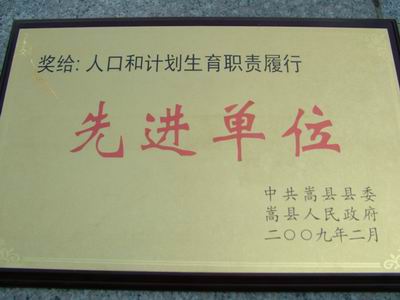 奖给:人口和计划生育职责履行
先进单位
中共嵩县县委
嵩县人民政府
二〇〇九年二月